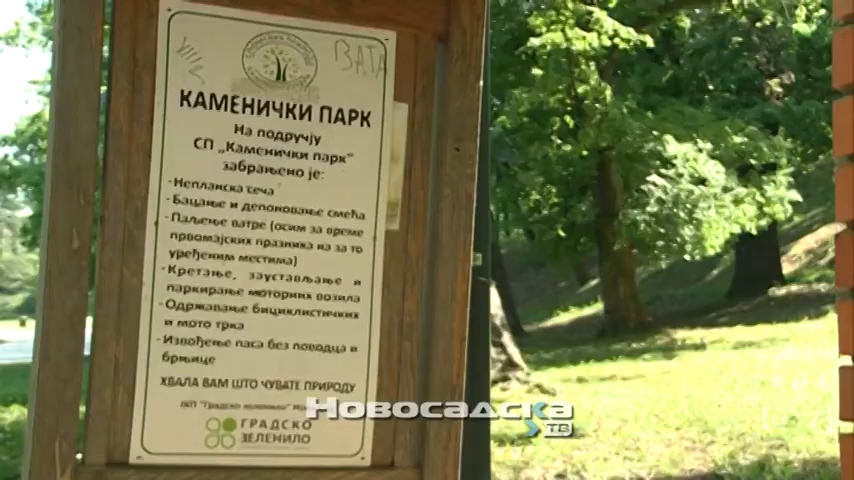 ВАТА
КАМЕНИЧКИ ПАРК
На подручју
СП „Каменички парк"
забрањено је:
- Непланска сеча
- Бацање и депоновање смећа
- Паљење ватре (осим за време
првомајских празника на за то
уређеним местима)
- Кретање, заустављање и
паркирање моторних возила
- Одржавање бициклистичких
и мото трка
- Извођење паса без поводца и
брњице
ХВАЛА ВАМ ШТО ЧУВАТЕ ПРИРОДУ
ЈКП "Градско зеленило"
ГРАДСКО
ЗЕЛЕНИЛО
НОВОСАДСКА
ТВ